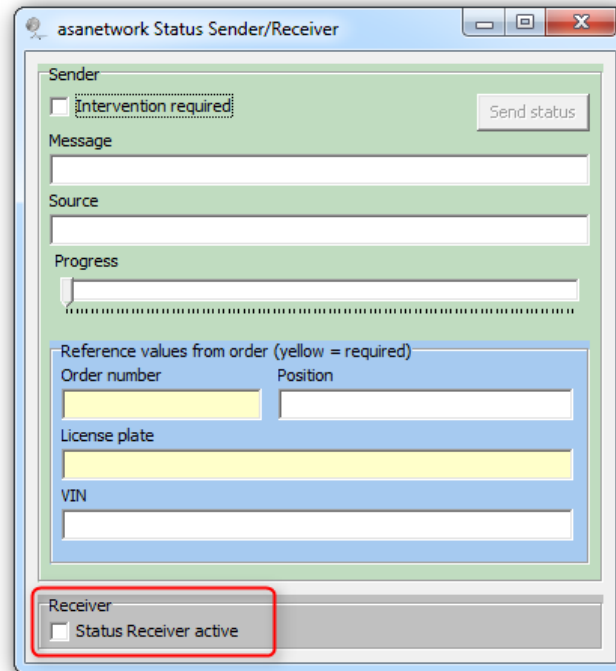 asanetwork Status Sender/Receiver
Sender
Intervention required
Send status
Message
Source
Progress
Reference values from order (yellow = required)
Order number
Position
License plate
VIN
Receiver
Status Receiver active